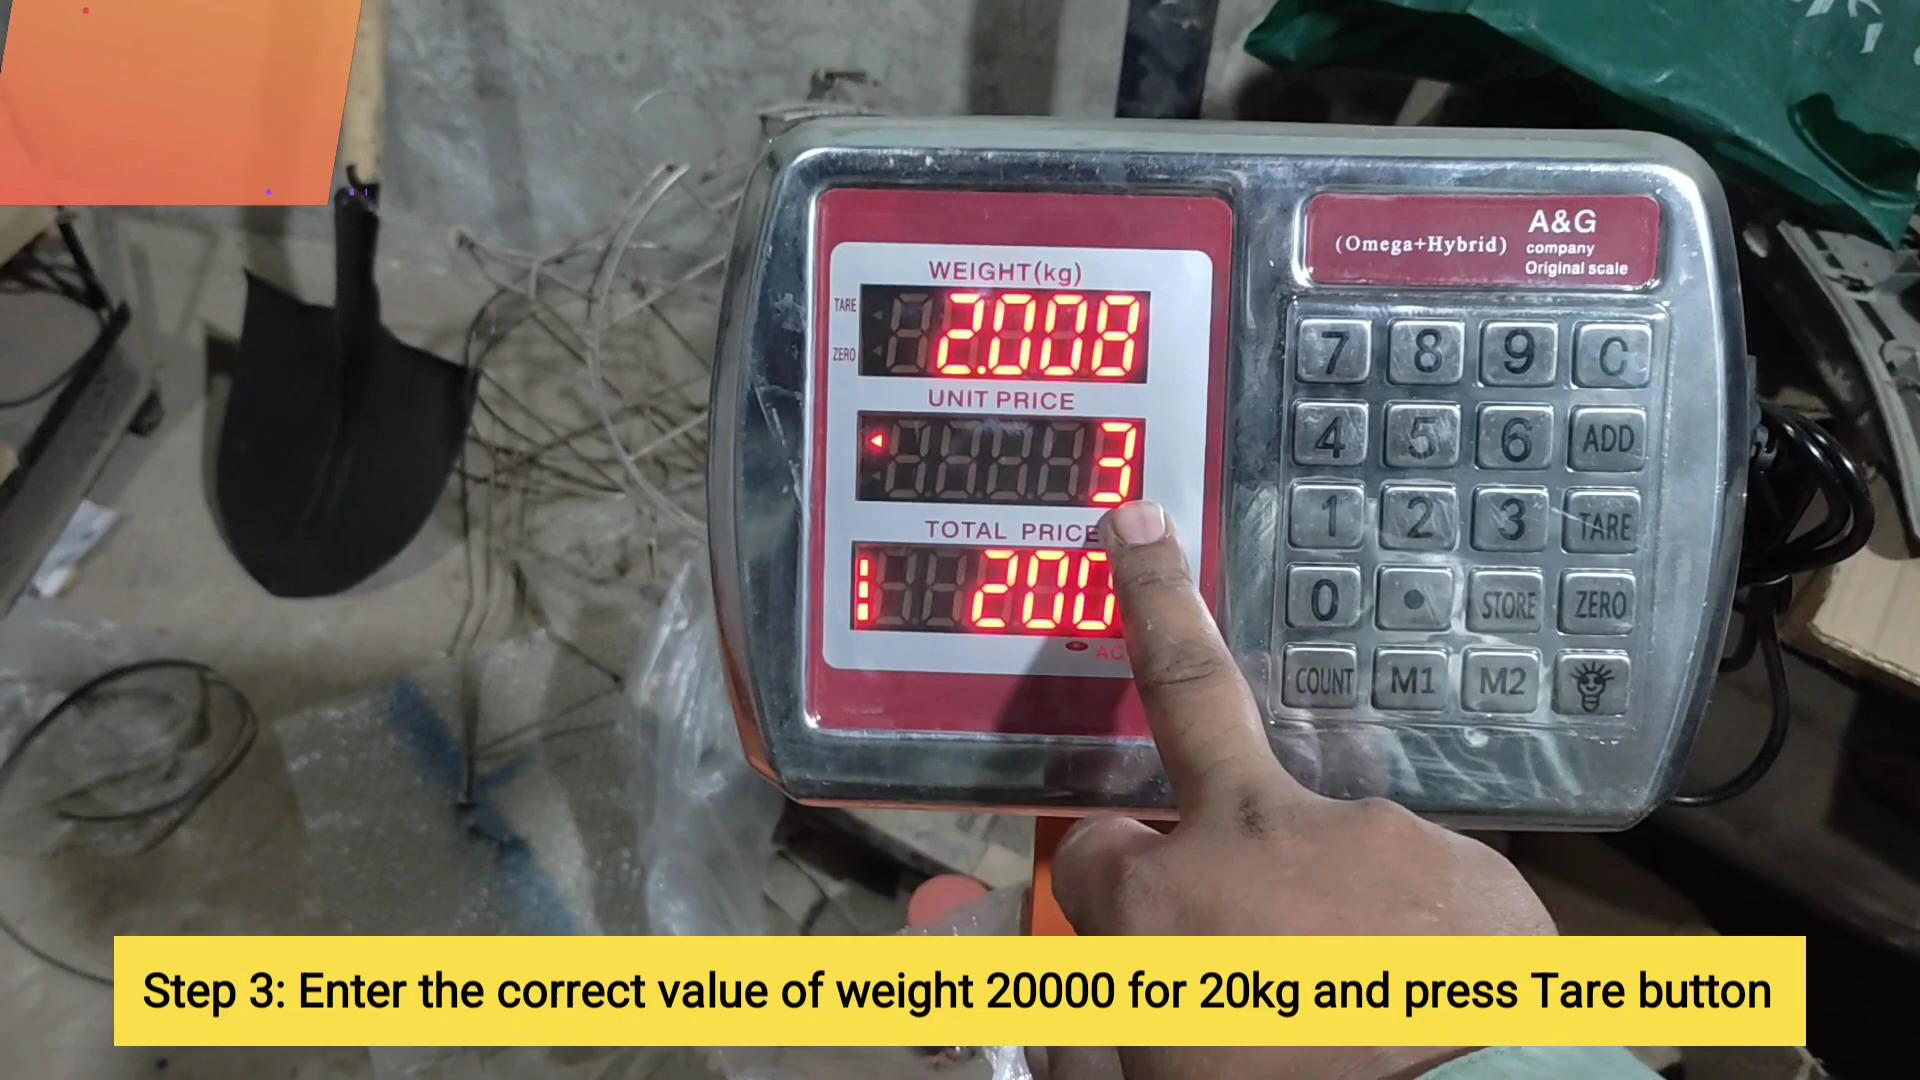 A&G
(Omega+Hybrid)
company
Original scale
WEIGHT(kg)
TARE
2.008
ZERO
UNIT PRICE
3
TOTAL PRICE
200
7 8 9 C
4 5 6 ADD
1 2 3 TARE
0 • STORE ZERO
COUNT M1 M2
Step 3: Enter the correct value of weight 20000 for 20kg and press Tare button